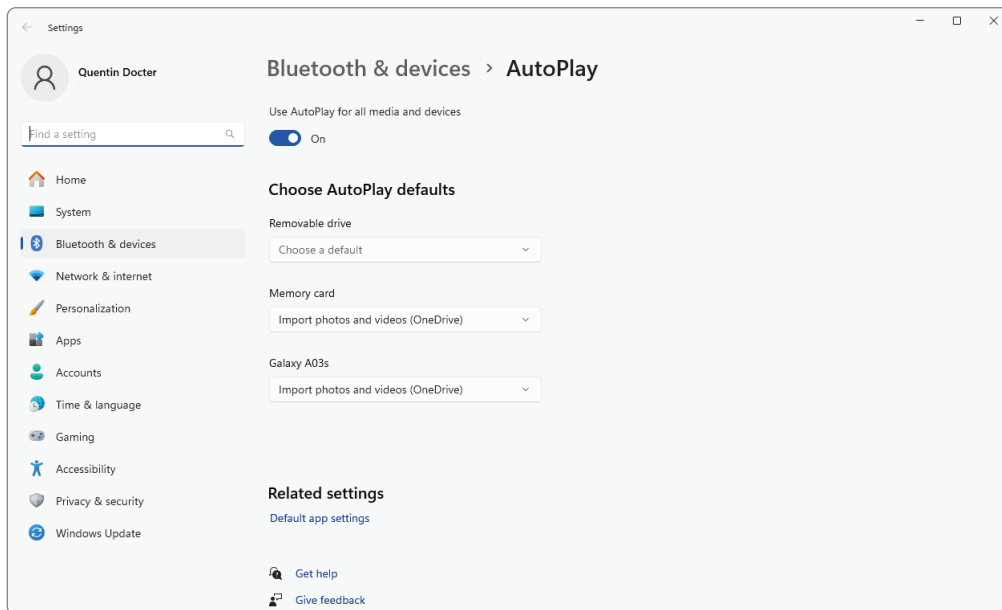 Settings
Quentin Docter
Find a setting
Home
System
Bluetooth & devices
Network & internet
Personalization
Apps
Accounts
Time & language
Gaming
Accessibility
Privacy & security
Windows Update
Bluetooth & devices > AutoPlay
Use AutoPlay for all media and devices
On
Choose AutoPlay defaults
Removable drive
Choose a default
Memory card
Import photos and videos (OneDrive)
Galaxy A03s
Import photos and videos (OneDrive)
Related settings
Default app settings
Get help
Give feedback